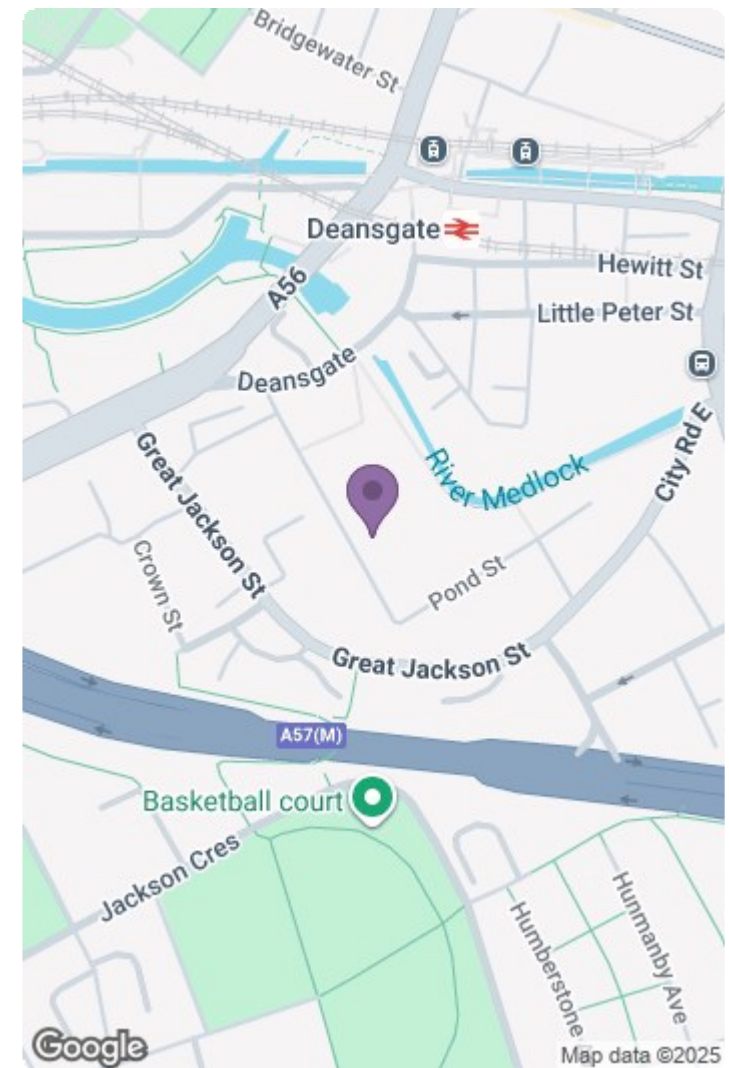 Bridgewater St
Deansgate
Hewitt St
A56
Little Peter St
Deansgate
River Medlock
City Rd E
Great Jackson St
Crown St
Pond St
Great Jackson St
A57(M)
Basketball court
Jackson Cres
Humberstone
Hunmanby Ave
Google
Map data ©2025